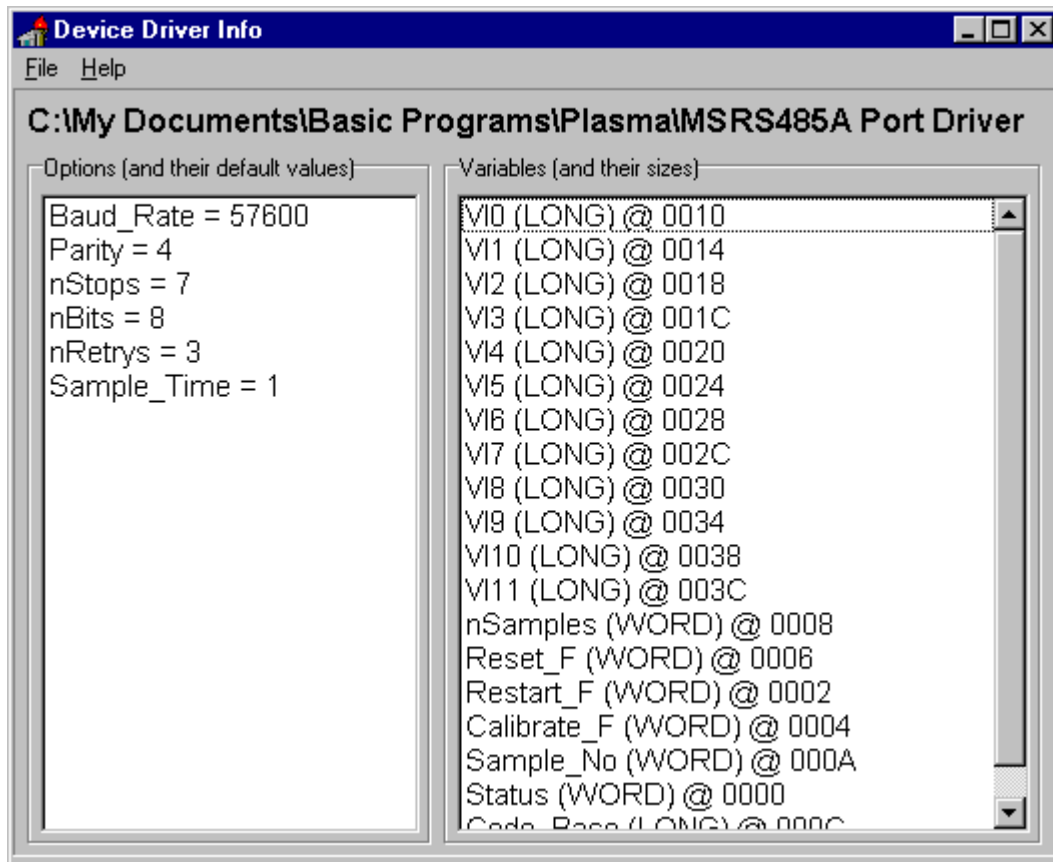 Device Driver Info
File Help
C:\My Documents\Basic Programs\Plasma\MSRS485A Port Driver
Options (and their default values)
Baud_Rate = 57600
Parity = 4
nStops = 7
nBits = 8
nRetrys = 3
Sample_Time = 1
Variables (and their sizes)
VI0 (LONG) @ 0010
VI1 (LONG) @ 0014
VI2 (LONG) @ 0018
VI3 (LONG) @ 001C
VI4 (LONG) @ 0020
VI5 (LONG) @ 0024
VI6 (LONG) @ 0028
VI7 (LONG) @ 002C
VI8 (LONG) @ 0030
VI9 (LONG) @ 0034
VI10 (LONG) @ 0038
VI11 (LONG) @ 003C
nSamples (WORD) @ 0008
Reset_F (WORD) @ 0006
Restart_F (WORD) @ 0002
Calibrate_F (WORD) @ 0004
Sample_No (WORD) @ 000A
Status (WORD) @ 0000
Code_Base (LONG) @ 000C